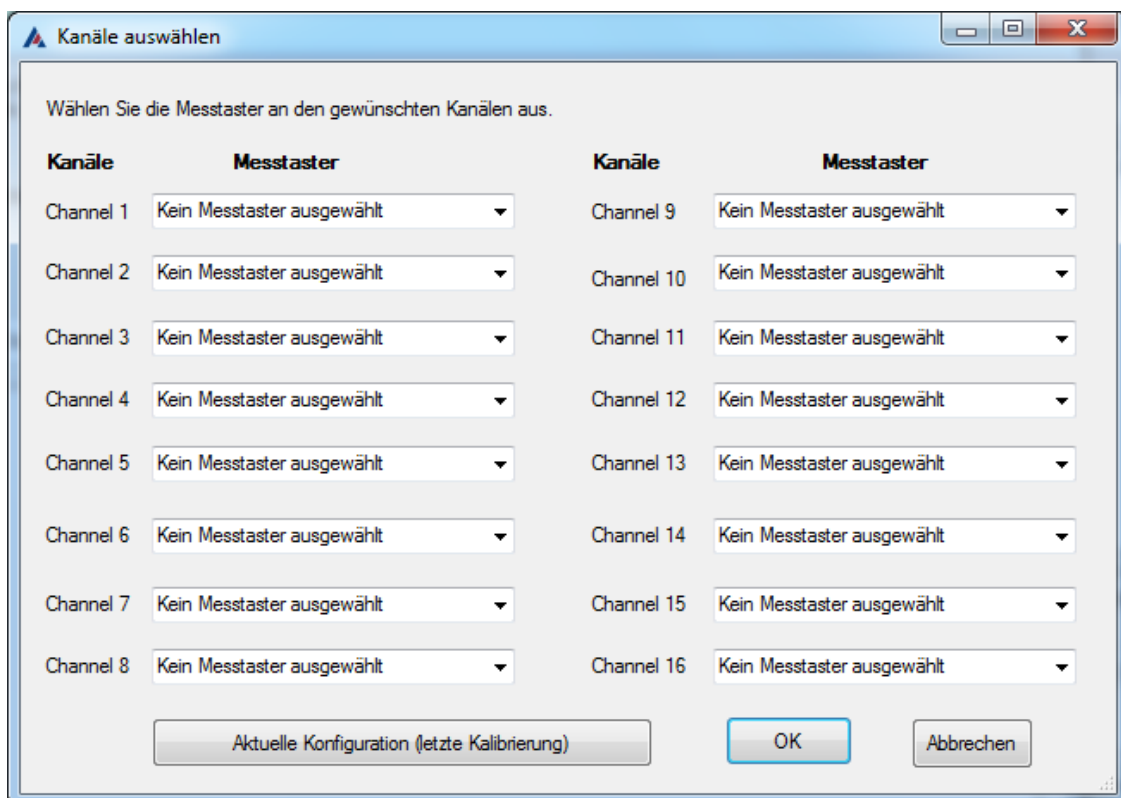 Kanäle auswählen
Wählen Sie die Messtaster an den gewünschten Kanälen aus.
Kanäle Messtaster Kanäle Messtaster
Channel 1 Kein Messtaster ausgewählt Channel 9 Kein Messtaster ausgewählt
Channel 2 Kein Messtaster ausgewählt Channel 10 Kein Messtaster ausgewählt
Channel 3 Kein Messtaster ausgewählt Channel 11 Kein Messtaster ausgewählt
Channel 4 Kein Messtaster ausgewählt Channel 12 Kein Messtaster ausgewählt
Channel 5 Kein Messtaster ausgewählt Channel 13 Kein Messtaster ausgewählt
Channel 6 Kein Messtaster ausgewählt Channel 14 Kein Messtaster ausgewählt
Channel 7 Kein Messtaster ausgewählt Channel 15 Kein Messtaster ausgewählt
Channel 8 Kein Messtaster ausgewählt Channel 16 Kein Messtaster ausgewählt
Aktuelle Konfiguration (letzte Kalibrierung) OK Abbrechen